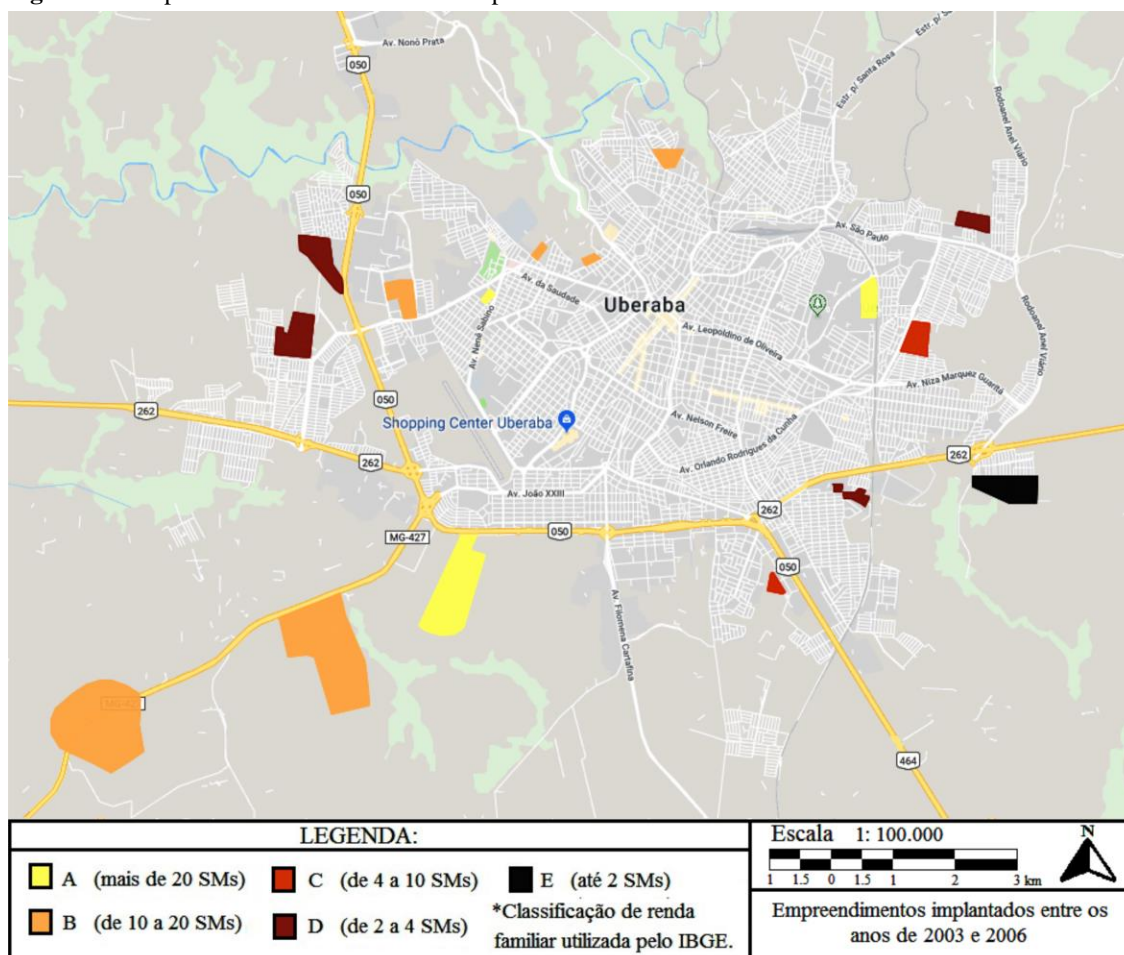 Av. Nonô Prata
050
Estr. p/ Santa Rosa
Rodoanel Anel Viário
050
Av. São Paulo
Av. da Saudade
Uberaba
Av. Nenê Sabino
Av. Leopoldino de Oliveira
Rodoanel Anel Viário
Av. Niza Marquez Guaritá
050
262
Shopping Center Uberaba
Av. Nelson Freire
Av. Orlando Rodrigues da Cunha
262
262
Av. João XXIII
262
MG-427
050
050
Av. Filomena Cartafina
464
LEGENDA:
A (mais de 20 SMs)
C (de 4 a 10 SMs)
E (até 2 SMs)
B (de 10 a 20 SMs)
D (de 2 a 4 SMs)
*Classificação de renda
familiar utilizada pelo IBGE.
Escala 1: 100.000
N
1 1.5 0 1.5 1 2 3 km
Empreendimentos implantados entre os
anos de 2003 e 2006